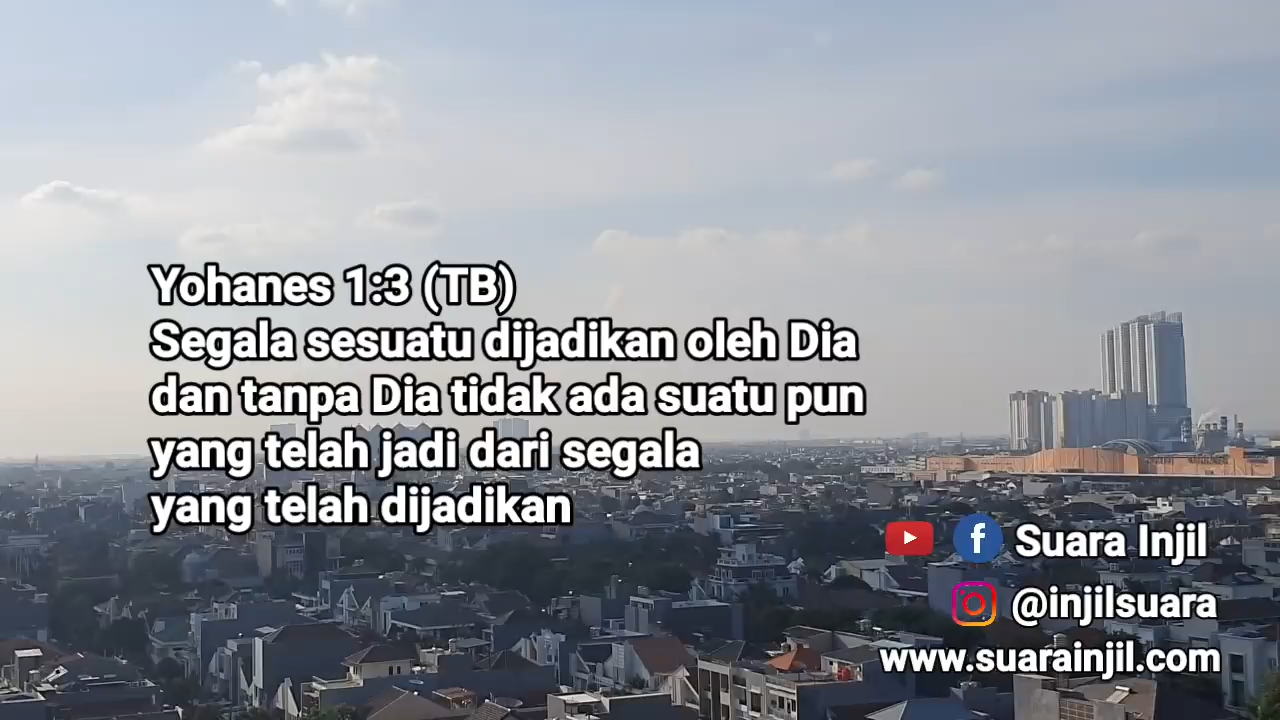 Yohanes 1:3 (TB)
Segala sesuatu dijadikan oleh Dia
dan tanpa Dia tidak ada suatu pun
yang telah jadi dari segala
yang telah dijadikan
Suara Injil
@injilsuara
www.suarainjil.com